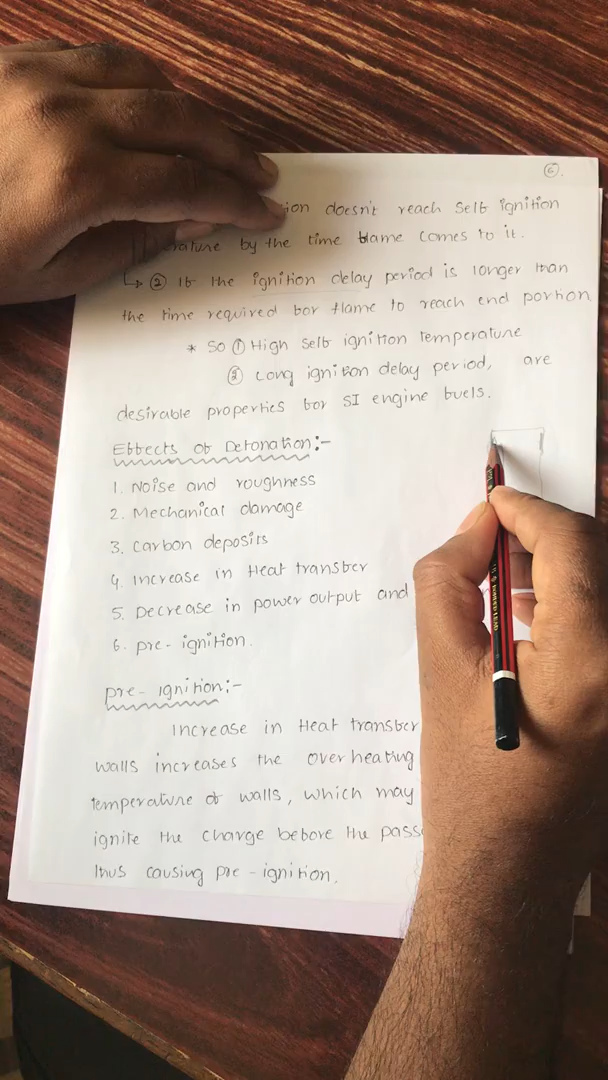 6.
ion doesn't reach self ignition
rature by the time flame comes to it.
↳ ② If the ignition delay period is longer than
the time required for flame to reach end portion
* So ① High self ignition temperature
② Long ignition delay period, are
desirable properties for SI engine fuels.
Effects of Detonation:-
1. Noise and roughness
2. Mechanical damage
3. Carbon deposits
4. Increase in Heat transfer
5. Decrease in power output and
6. pre-ignition.
pre-ignition:-
Increase in Heat transfer
walls increases the over heating
temperature of walls, which may
ignite the charge before the pass
thus causing pre-ignition.